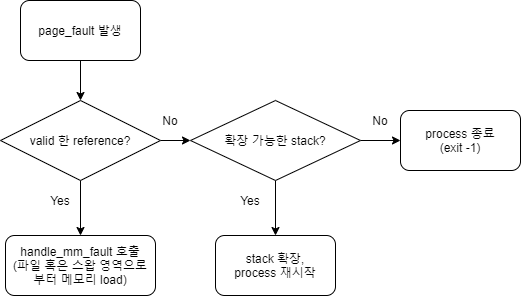 page_fault 발생
valid 한 reference?
No
확장 가능한 stack?
No
process 종료
(exit -1)
Yes
Yes
handle_mm_fault 호출
(파일 혹은 스왑 영역으로
부터 메모리 load)
stack 확장,
process 재시작